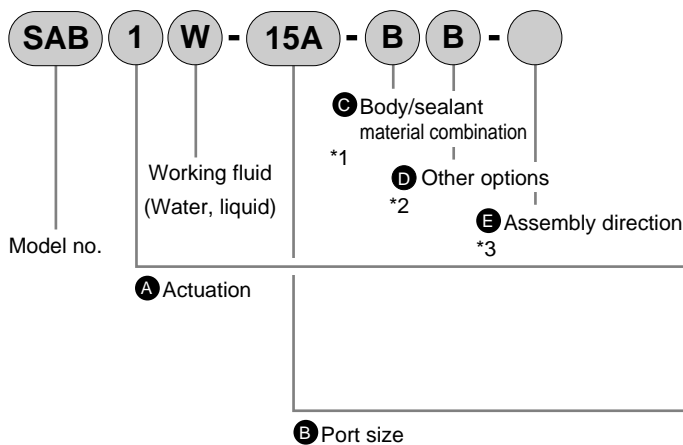 SAB 1 W - 15A - B B -
C Body/sealant
material combination
*1
Working fluid
(Water, liquid)
D Other options
*2
E Assembly direction
*3
Model no.
A Actuation
B Port size